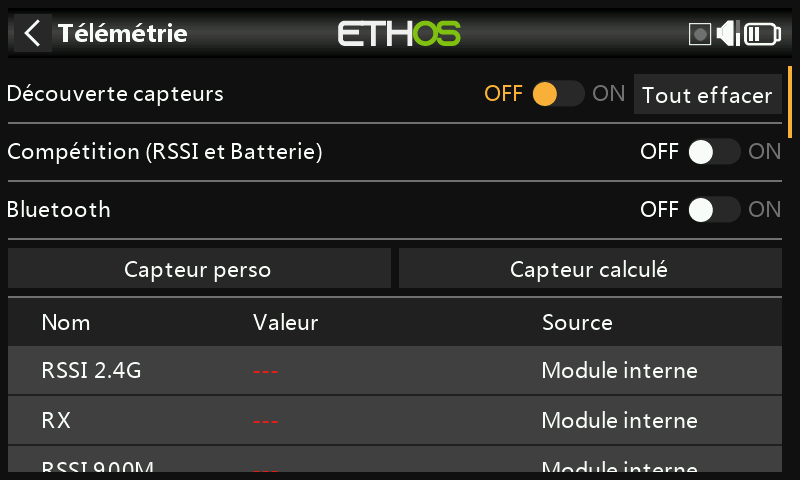 Télémétrie ETHOS
Découverte capteurs OFF ON Tout effacer
Compétition (RSSI et Batterie) OFF ON
Bluetooth OFF ON
Capteur perso Capteur calculé
Nom Valeur Source
RSSI 2.4G --- Module interne
RX --- Module interne
RSSI 900M --- Module interne